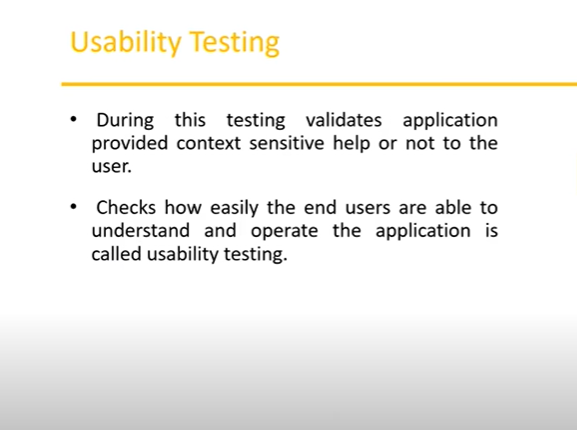 Usability Testing
• During this testing validates application
provided context sensitive help or not to the
user.
• Checks how easily the end users are able to
understand and operate the application is
called usability testing.